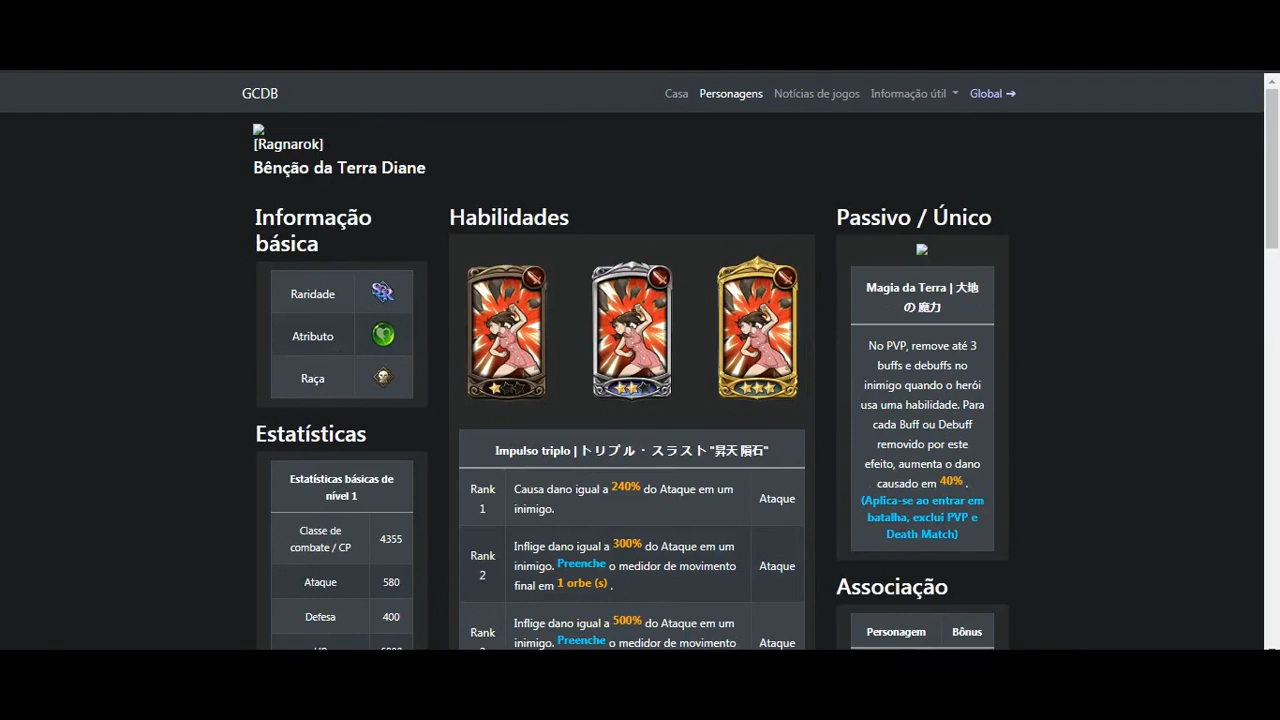 GCDB
Casa Personagens Notícias de jogos Informação útil Global ➔
[Ragnarok]
Bênção da Terra Diane
Informação
básica
Raridade
Atributo
Raça
Estatísticas
Estatísticas básicas de
nível 1
Classe de
combate / CP 4355
Ataque 580
Defesa 400
Habilidades
Impulso triplo | トリプル・スラスト "昇天 隕石"
Rank
1
Causa dano igual a 240% do Ataque em um
inimigo.
Ataque
Rank
2
Inflige dano igual a 300% do Ataque em um
inimigo. Preenche o medidor de movimento
final em 1 orbe (s) .
Ataque
Rank
Inflige dano igual a 500% do Ataque em um
inimigo. Preenche o medidor de movimento
Ataque
Passivo / Único
Magia da Terra | 大地
の 魔力
No PVP, remove até 3
buffs e debuffs no
inimigo quando o herói
usa uma habilidade. Para
cada Buff ou Debuff
removido por este
efeito, aumenta o dano
causado em 40% .
(Aplica-se ao entrar em
batalha, exclui PVP e
Death Match)
Associação
Personagem Bônus